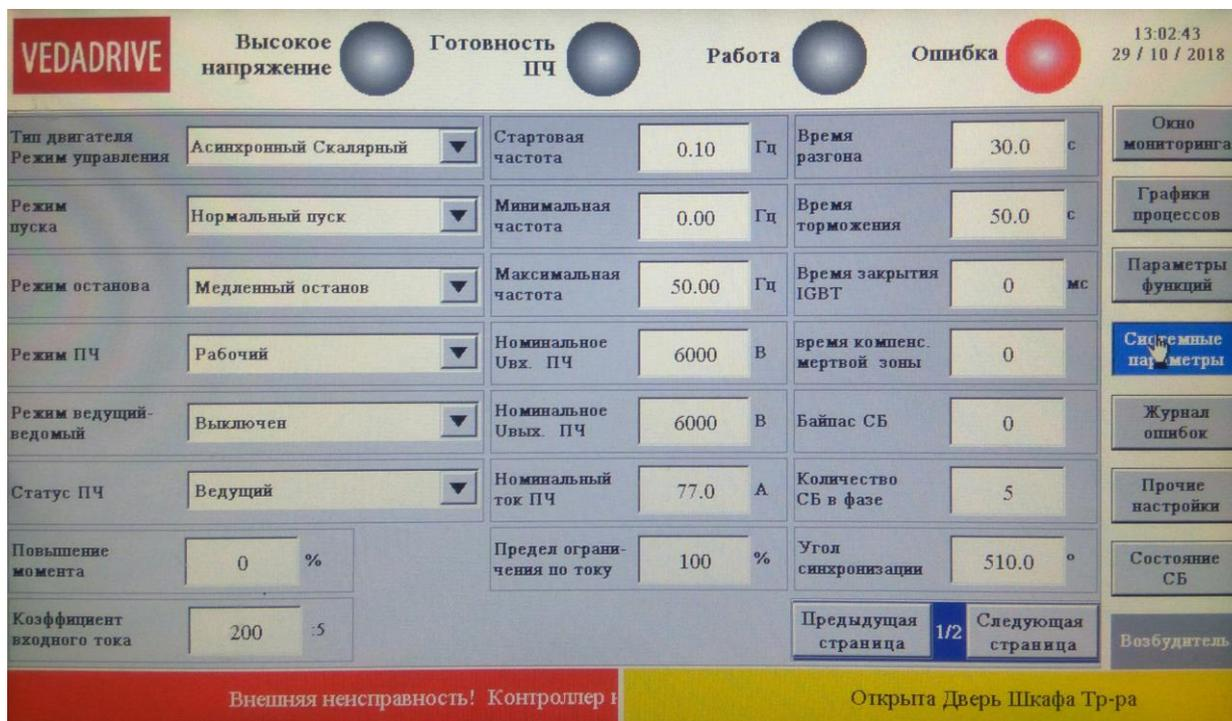 VEDADRIVE
Высокое
напряжение
Готовность
ПЧ
Работа
Ошибка
13:02:43
29 / 10 / 2018
Тип двигателя
Режим управления
Асинхронный Скалярный
Стартовая
частота
0.10 Гц
Время
разгона
30.0 с
Окно
мониторинга
Режим
пуска
Нормальный пуск
Минимальная
частота
0.00 Гц
Время
торможения
50.0 с
Графики
процессов
Режим останова
Медленный останов
Максимальная
частота
50.00 Гц
Время закрытия
IGBT
0 мс
Параметры
функций
Режим ПЧ
Рабочий
Номинальное
Uвх. ПЧ
6000 В
время компенс.
мертвой зоны
0
Системные
параметры
Режим ведущий-
ведомый
Выключен
Номинальное
Uвых. ПЧ
6000 В
Байпас СБ
0
Журнал
ошибок
Статус ПЧ
Ведущий
Номинальный
ток ПЧ
77.0 А
Количество
СБ в фазе
5
Прочие
настройки
Повышение
момента
0 %
Предел ограни-
чения по току
100 %
Угол
синхронизации
510.0 °
Состояние
СБ
Коэффициент
входного тока
200 :5
Предыдущая
страница
1/2
Следующая
страница
Возбудитель
Внешняя неисправность! Контроллер
Открыта Дверь Шкафа Тр-ра